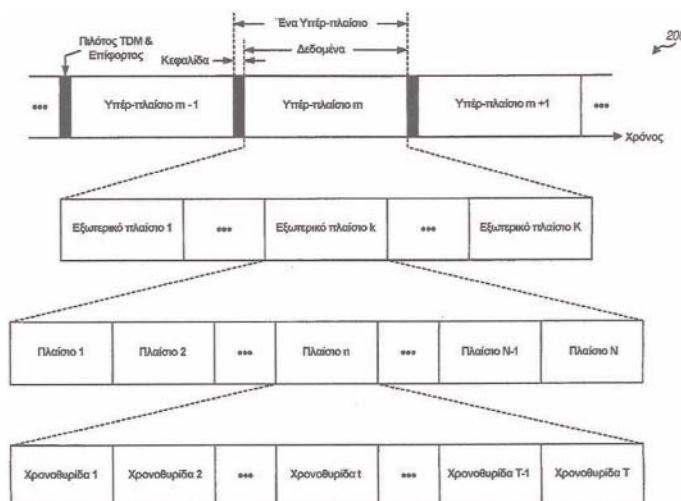 Ένα Υπέρ-πλαίσιο
200
Πιλότος TDM &
Επίφορτος
Κεφαλίδα
Δεδομένα
••• Υπέρ-πλαίσιο m - 1 Υπέρ-πλαίσιο m Υπέρ-πλαίσιο m +1 •••
Χρόνος
Εξωτερικό πλαίσιο 1 ••• Εξωτερικό πλαίσιο k ••• Εξωτερικό πλαίσιο K
Πλαίσιο 1 Πλαίσιο 2 ••• Πλαίσιο n ••• Πλαίσιο N-1 Πλαίσιο N
Χρονοθυρίδα 1 Χρονοθυρίδα 2 ••• Χρονοθυρίδα t ••• Χρονοθυρίδα T-1 Χρονοθυρίδα T